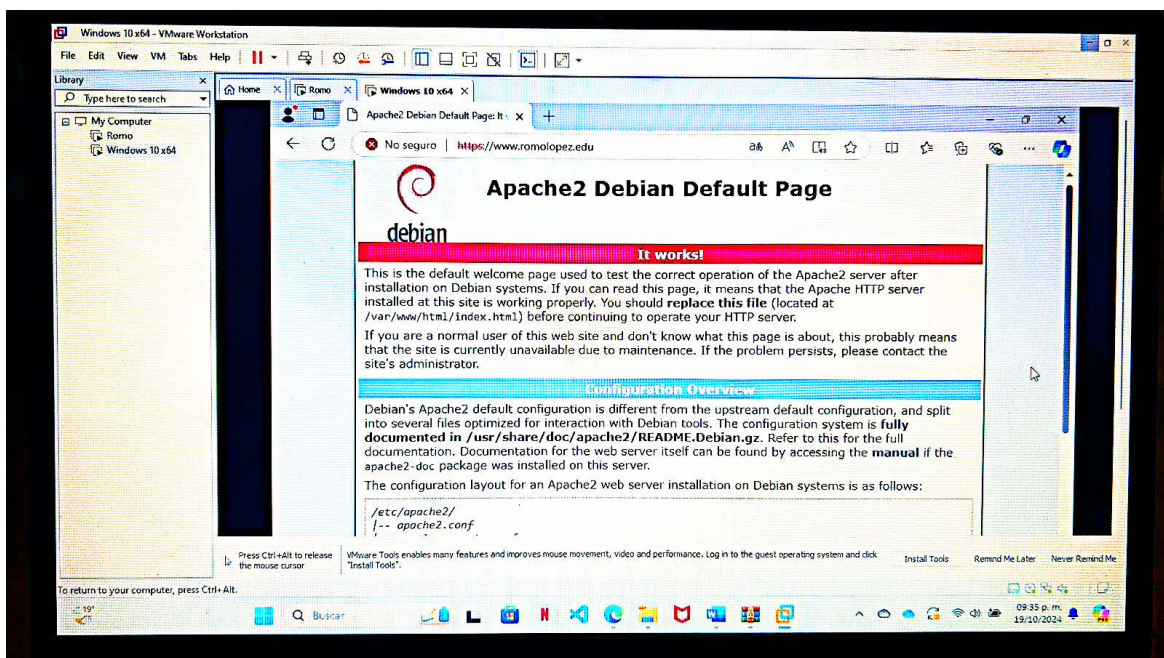 Windows 10 x64 - VMware Workstation
File Edit View VM Tabs Help
Library
Type here to search
My Computer
Romo
Windows 10 x64
Home
Romo
Windows 10 x64
Apache2 Debian Default Page: It
No seguro | https://www.romolopez.edu
debian
Apache2 Debian Default Page
It works!
This is the default welcome page used to test the correct operation of the Apache2 server after
installation on Debian systems. If you can read this page, it means that the Apache HTTP server
installed at this site is working properly. You should replace this file (located at
/var/www/html/index.html) before continuing to operate your HTTP server.
If you are a normal user of this web site and don't know what this page is about, this probably means
that the site is currently unavailable due to maintenance. If the problem persists, please contact the
site's administrator.
Configuration Overview
Debian's Apache2 default configuration is different from the upstream default configuration, and split
into several files optimized for interaction with Debian tools. The configuration system is fully
documented in /usr/share/doc/apache2/README.Debian.gz. Refer to this for the full
documentation. Documentation for the web server itself can be found by accessing the manual if the
apache2-doc package was installed on this server.
The configuration layout for an Apache2 web server installation on Debian systems is as follows:
/etc/apache2/
|-- apache2.conf
Press Ctrl+Alt to release
the mouse cursor
VMware Tools enables many features and improves mouse movement, video and performance. Log in to the guest operating system and click
"Install Tools".
Install Tools
Remind Me Later
Never Remind Me
To return to your computer, press Ctrl+Alt.
19°
Buscar
09:35 p. m.
19/10/2024